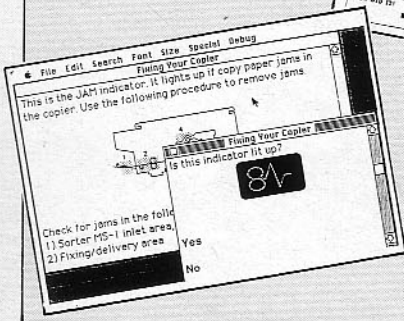 File Edit Search Font Size Special Debug
Fixing Your Copier
This is the JAM indicator. It lights up if copy paper jams in
the copier. Use the following procedure to remove jams.
Fixing Your Copier
Is this indicator lit up?
Check for jams in the follo
1) Sorter MS-1 inlet area,
2) Fixing/delivery area
Yes
No